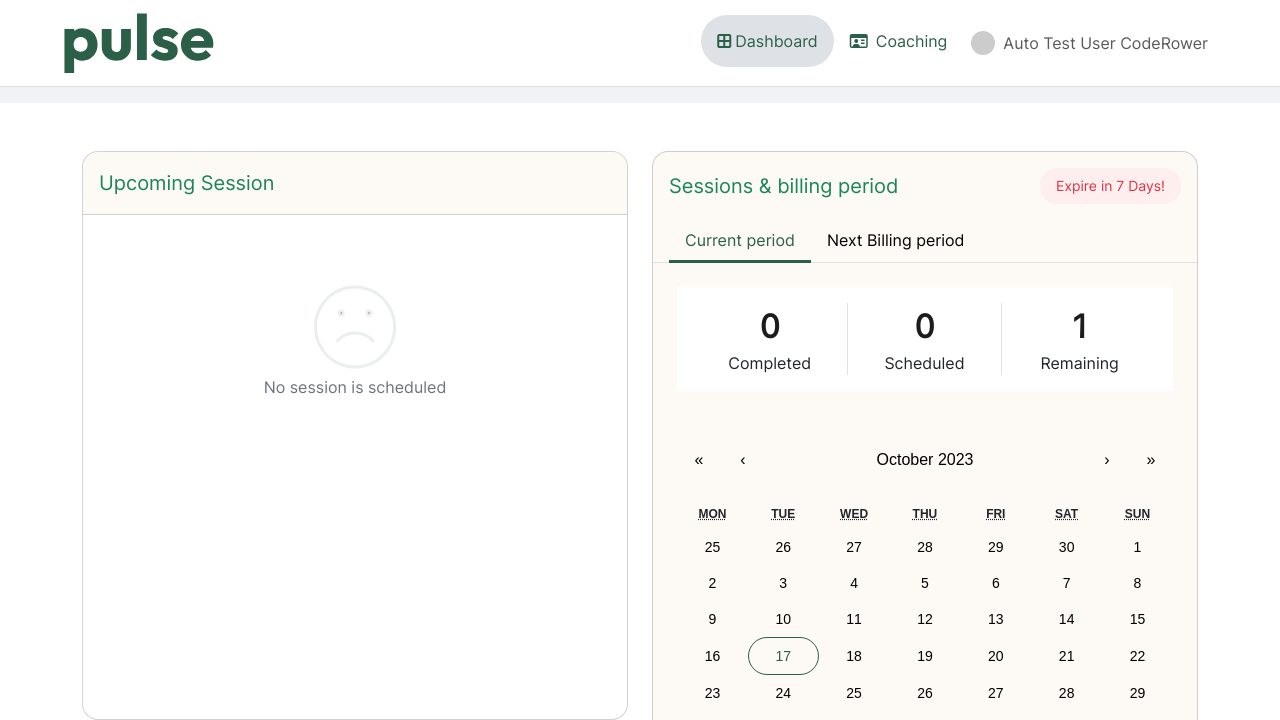 pulse
Dashboard
Coaching
Auto Test User CodeRower
Upcoming Session
No session is scheduled
Sessions & billing period
Expire in 7 Days!
Current period
Next Billing period
0
Completed
0
Scheduled
1
Remaining
« ‹ October 2023 › »
MON TUE WED THU FRI SAT SUN
25 26 27 28 29 30 1
2 3 4 5 6 7 8
9 10 11 12 13 14 15
16 17 18 19 20 21 22
23 24 25 26 27 28 29